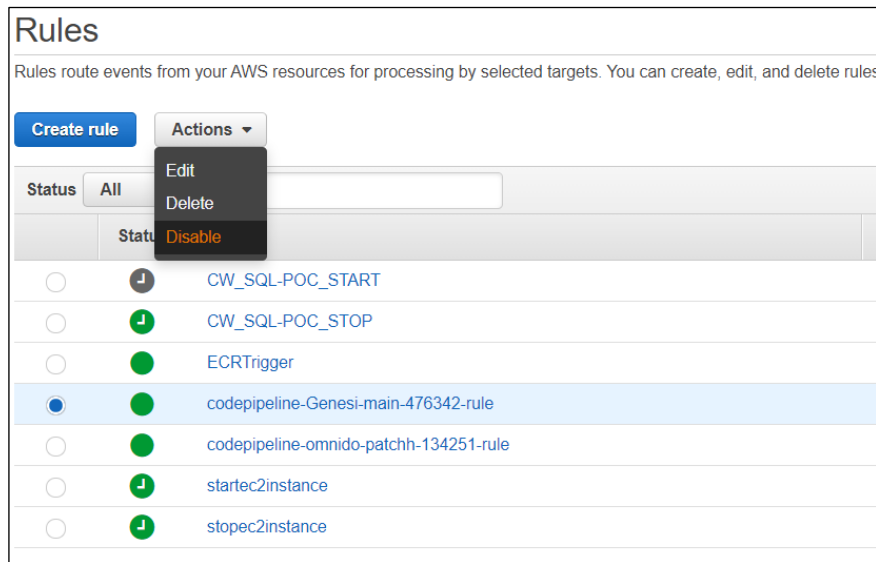 Rules
Rules route events from your AWS resources for processing by selected targets. You can create, edit, and delete rules
Create rule Actions
Edit
Status All
Delete
Statu Disable
CW_SQL-POC_START
CW_SQL-POC_STOP
ECRTrigger
codepipeline-Genesi-main-476342-rule
codepipeline-omnido-patchh-134251-rule
startec2instance
stopec2instance